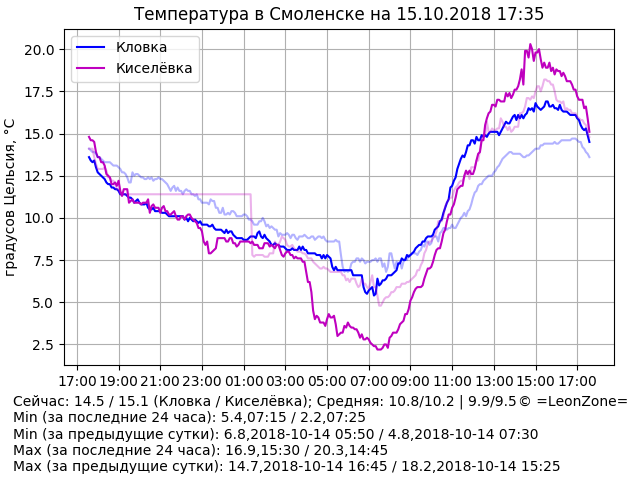 Температура в Смоленске на 15.10.2018 17:35
градусов Цельсия, °C
20.0
17.5
15.0
12.5
10.0
7.5
5.0
2.5
Кловка
Киселёвка
17:00 19:00 21:00 23:00 01:00 03:00 05:00 07:00 09:00 11:00 13:00 15:00 17:00
Сейчас: 14.5 / 15.1 (Кловка / Киселёвка); Средняя: 10.8/10.2 | 9.9/9.5© =LeonZone=
Min (за последние 24 часа): 5.4,07:15 / 2.2,07:25
Min (за предыдущие сутки): 6.8,2018-10-14 05:50 / 4.8,2018-10-14 07:30
Max (за последние 24 часа): 16.9,15:30 / 20.3,14:45
Max (за предыдущие сутки): 14.7,2018-10-14 16:45 / 18.2,2018-10-14 15:25